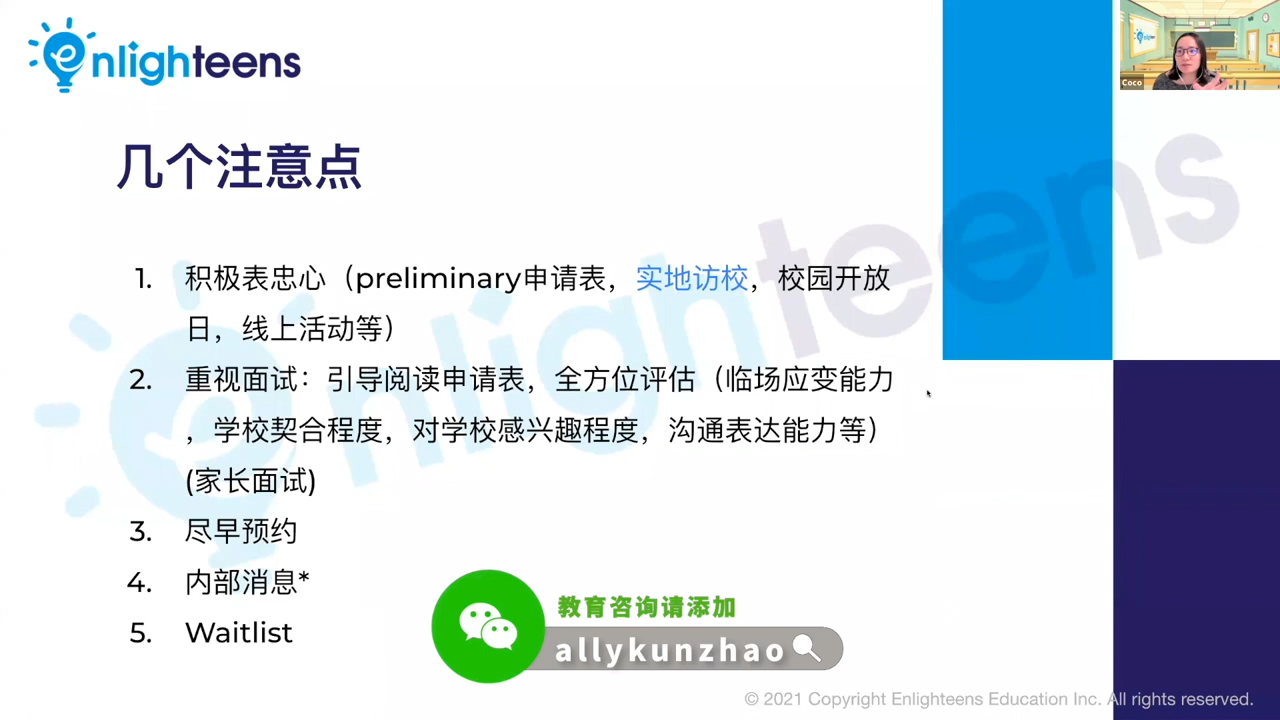 enlighteens
Coco
几个注意点
1. 积极表忠心（preliminary申请表，实地访校，校园开放
日，线上活动等）
2. 重视面试：引导阅读申请表，全方位评估（临场应变能力
，学校契合程度，对学校感兴趣程度，沟通表达能力等）
(家长面试)
3. 尽早预约
4. 内部消息*
5. Waitlist
教育咨询请添加
allykunzhao
© 2021 Copyright Enlighteens Education Inc. All rights reserved.
enlighteens